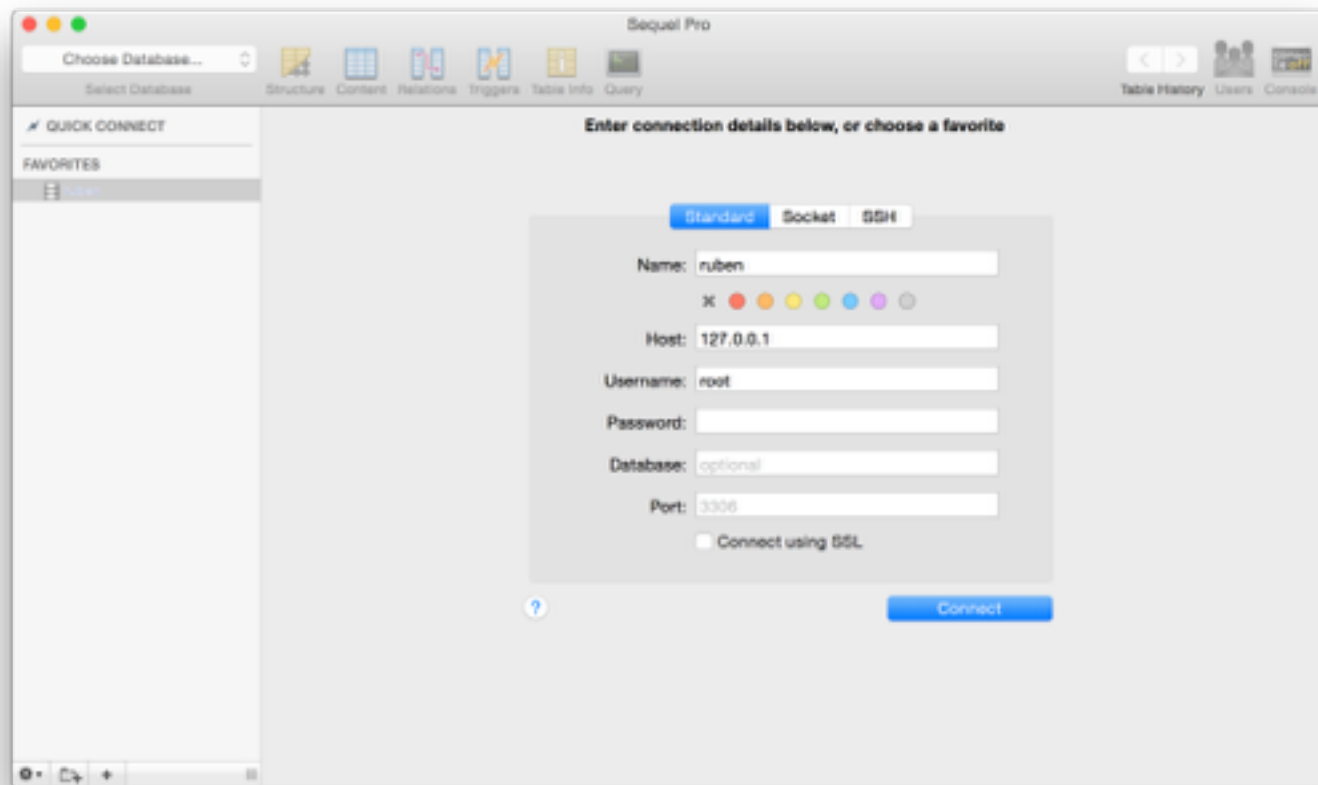 Sequel Pro
Choose Database...
Select Database
Structure Content Relations Triggers Table Info Query
Table History Users Console
QUICK CONNECT
FAVORITES
ruben
Enter connection details below, or choose a favorite
Standard Socket SSH
Name: ruben
Host: 127.0.0.1
Username: root
Password:
Database: optional
Port: 3306
Connect using SSL
? Connect